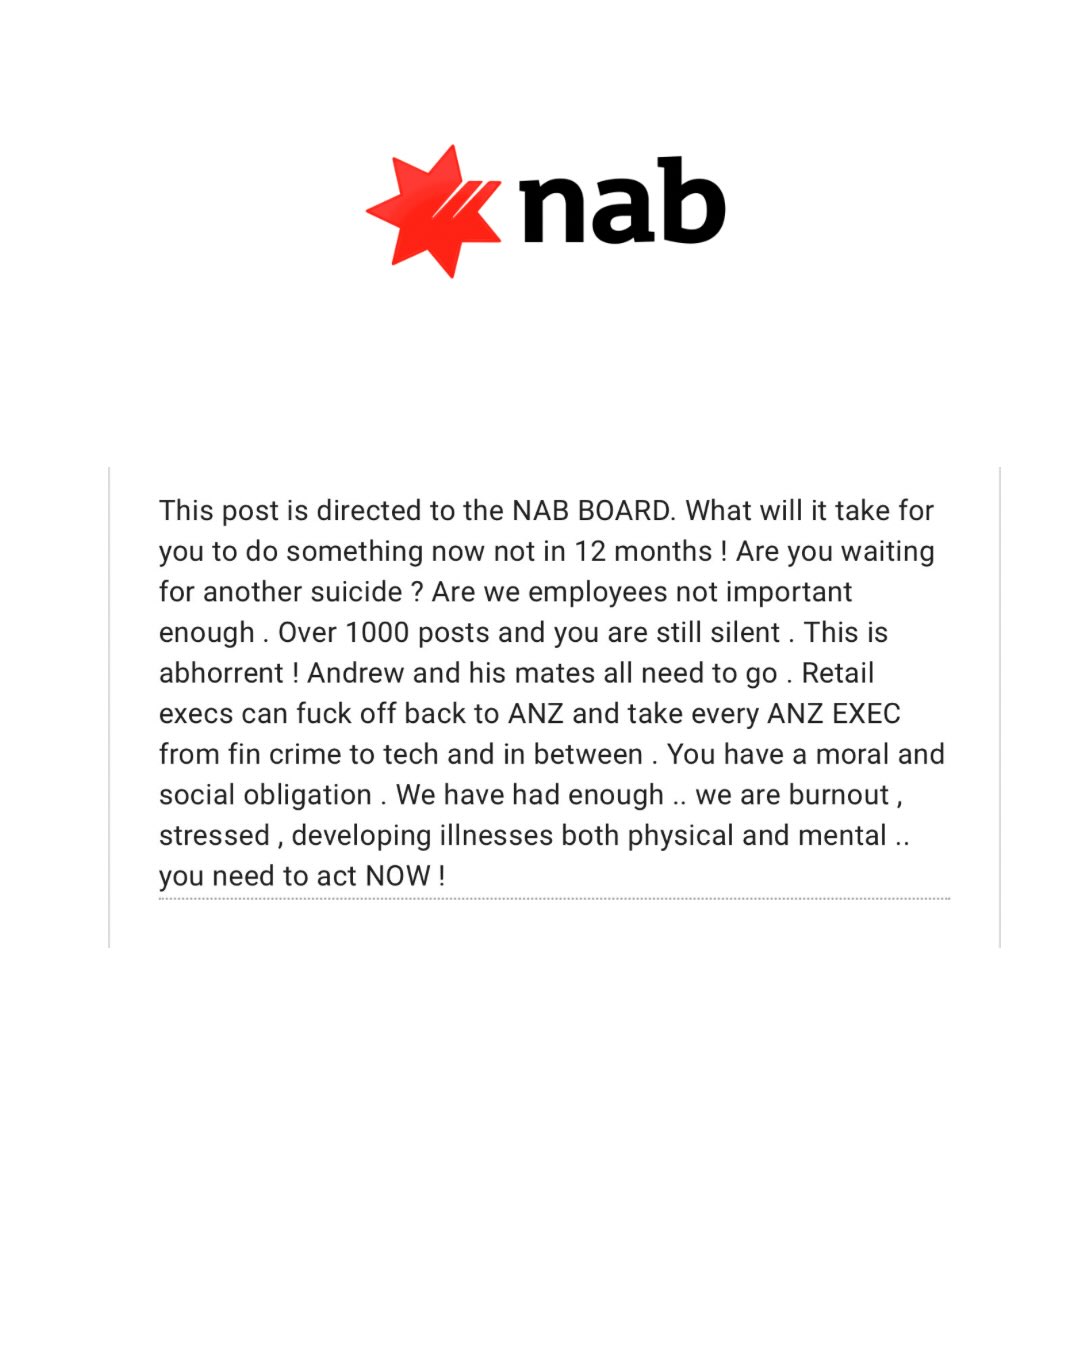 nab
This post is directed to the NAB BOARD. What will it take for
you to do something now not in 12 months ! Are you waiting
for another suicide ? Are we employees not important
enough . Over 1000 posts and you are still silent . This is
abhorrent ! Andrew and his mates all need to go . Retail
execs can fuck off back to ANZ and take every ANZ EXEC
from fin crime to tech and in between . You have a moral and
social obligation . We have had enough .. we are burnout ,
stressed , developing illnesses both physical and mental ..
you need to act NOW !